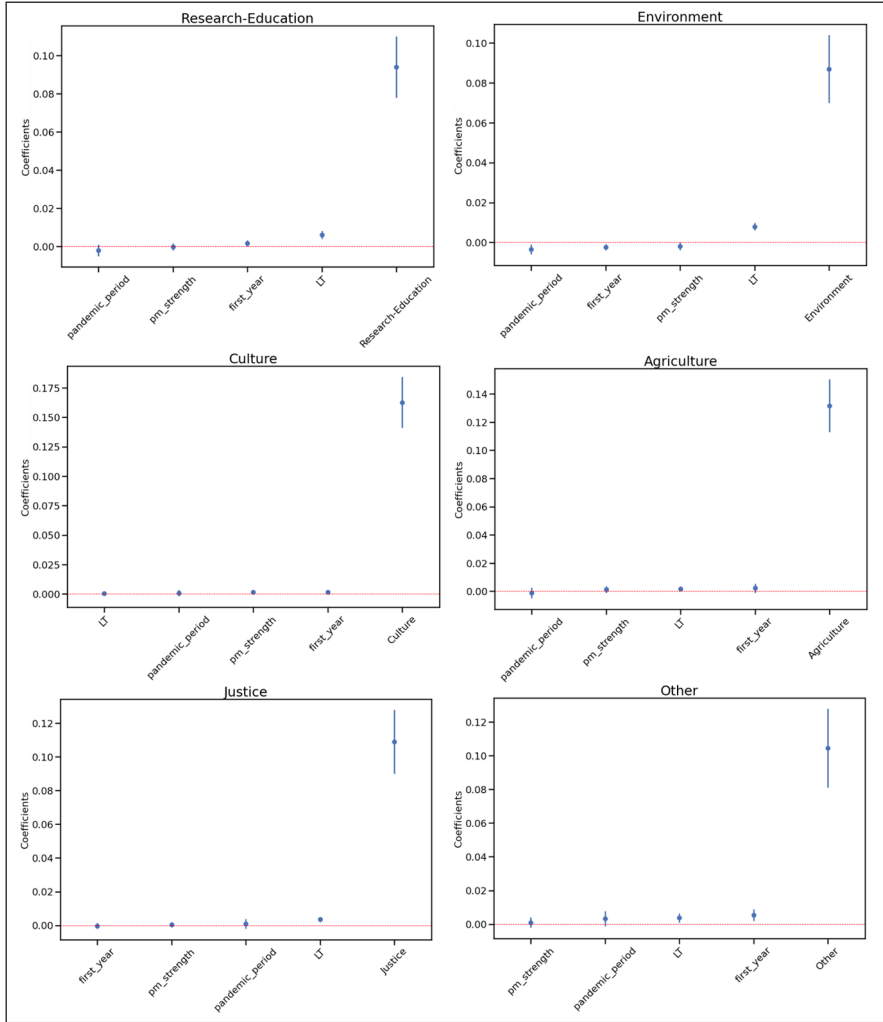 Research-Education
Coefficients
0.10
0.08
0.06
0.04
0.02
0.00
pandemic_period
pm_strength
first_year
LT
Research-Education
Environment
Coefficients
0.10
0.08
0.06
0.04
0.02
0.00
pandemic_period
first_year
pm_strength
LT
Environment
Culture
Coefficients
0.175
0.150
0.125
0.100
0.075
0.050
0.025
0.000
LT
pandemic_period
pm_strength
first_year
Culture
Agriculture
Coefficients
0.14
0.12
0.10
0.08
0.06
0.04
0.02
0.00
pandemic_period
pm_strength
LT
first_year
Agriculture
Justice
Coefficients
0.12
0.10
0.08
0.06
0.04
0.02
0.00
first_year
pm_strength
pandemic_period
LT
Justice
Other
Coefficients
0.12
0.10
0.08
0.06
0.04
0.02
0.00
pm_strength
pandemic_period
LT
first_year
Other